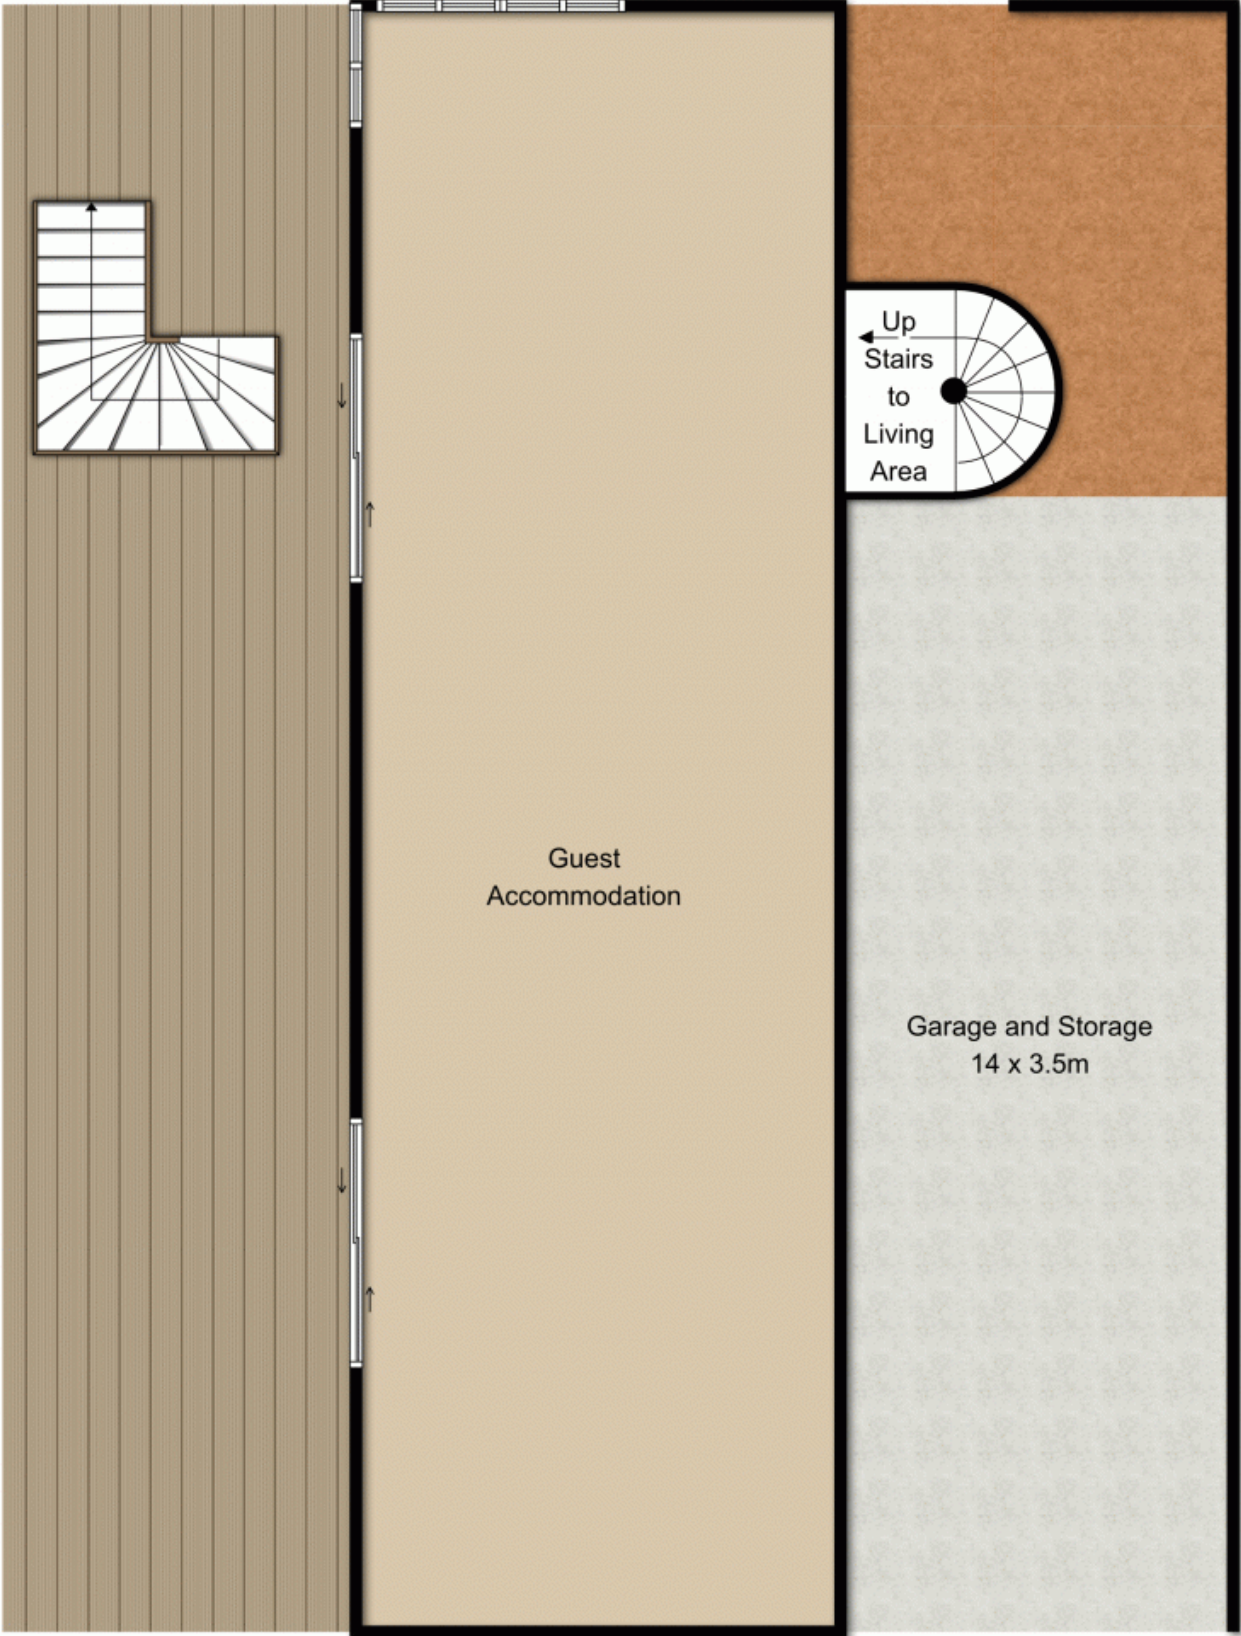 Up
Stairs
to
Living
Area
Guest
Accommodation
Garage and Storage
14 x 3.5m